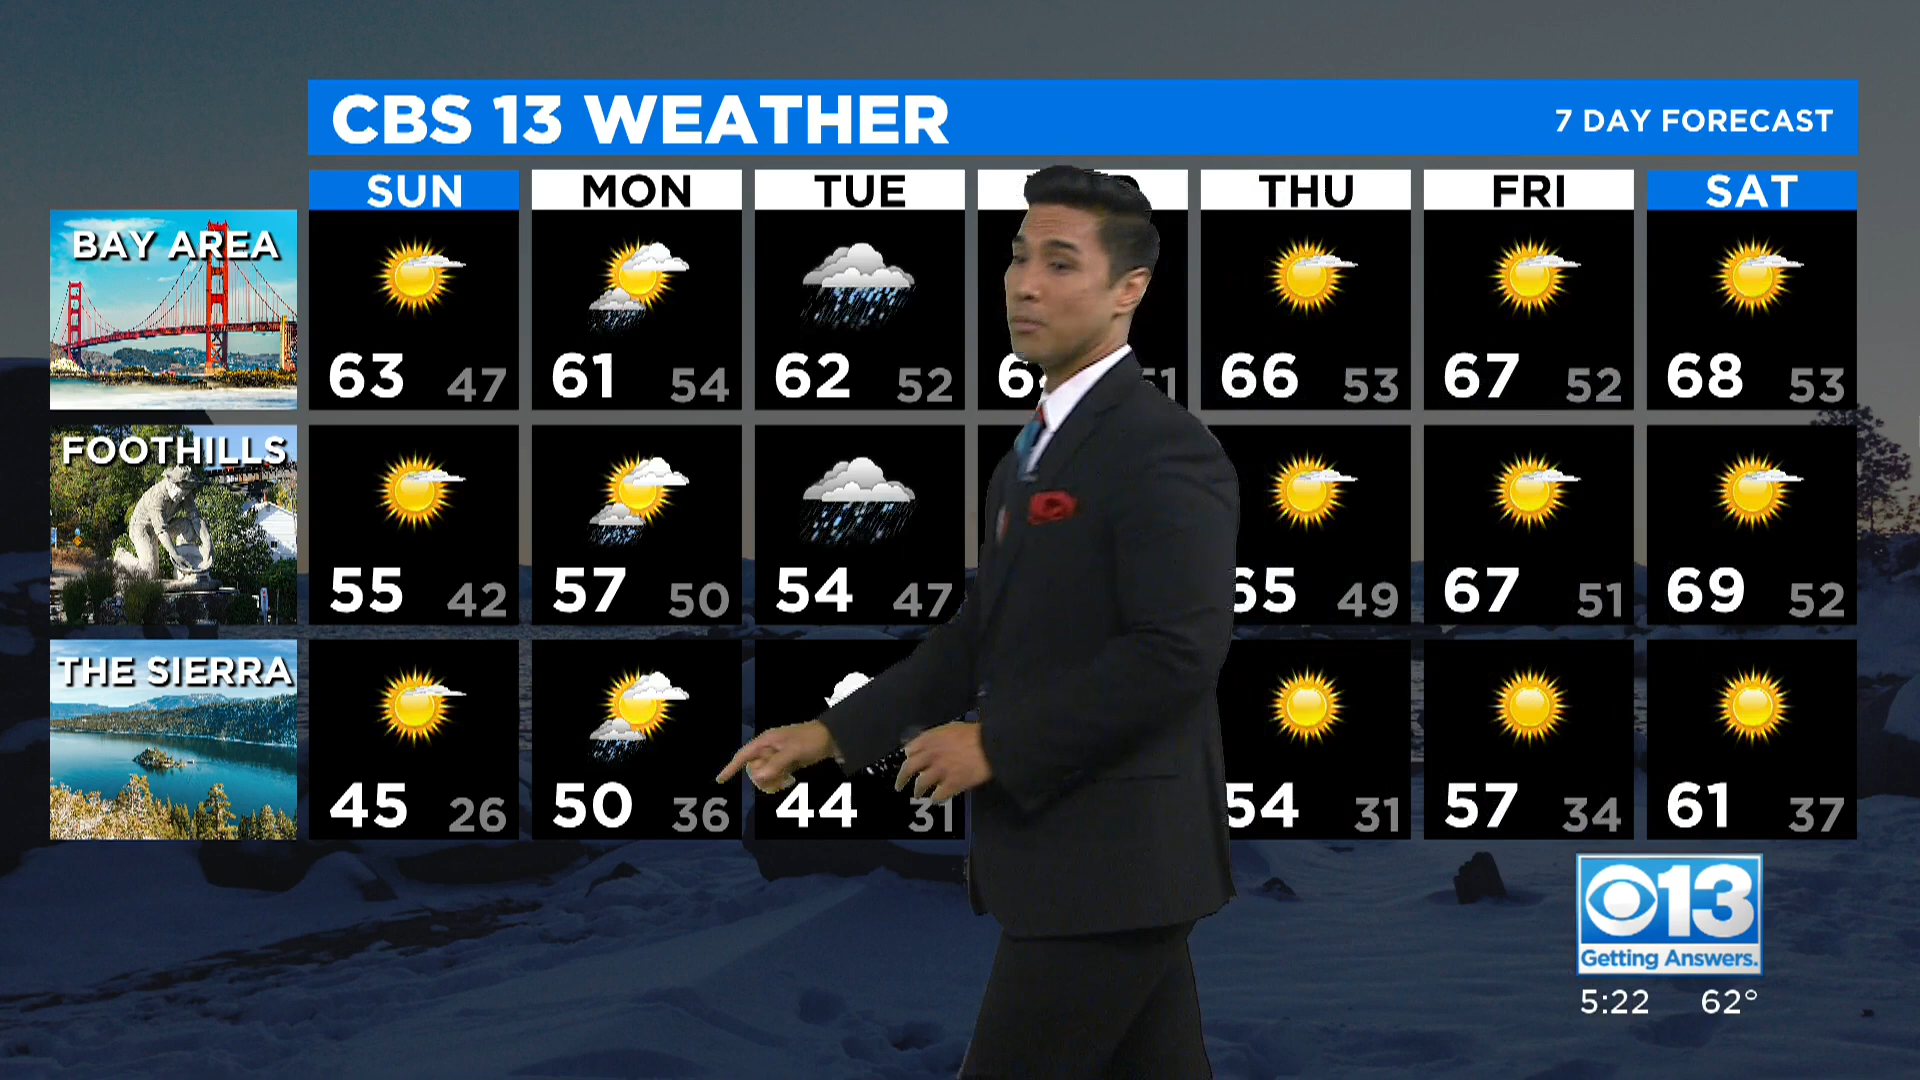 CBS 13 WEATHER 7 DAY FORECAST
SUN MON TUE THU FRI SAT
BAY AREA
63 47 61 54 62 52 66 53 67 52 68 53
FOOTHILLS
55 42 57 50 54 47 65 49 67 51 69 52
THE SIERRA
45 26 50 36 44 31 54 31 57 34 61 37
13
Getting Answers.
5:22 62°